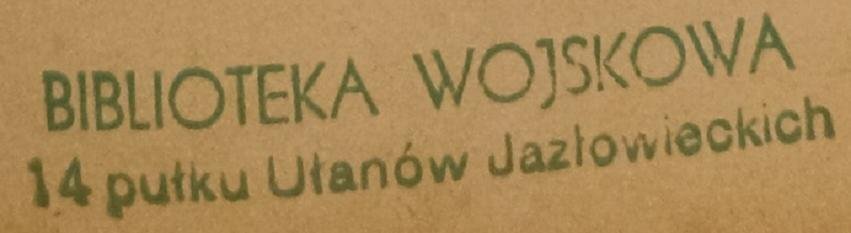 BIBLIOTEKA WOJSKOWA
14 pułku Ułanów Jazłowieckich